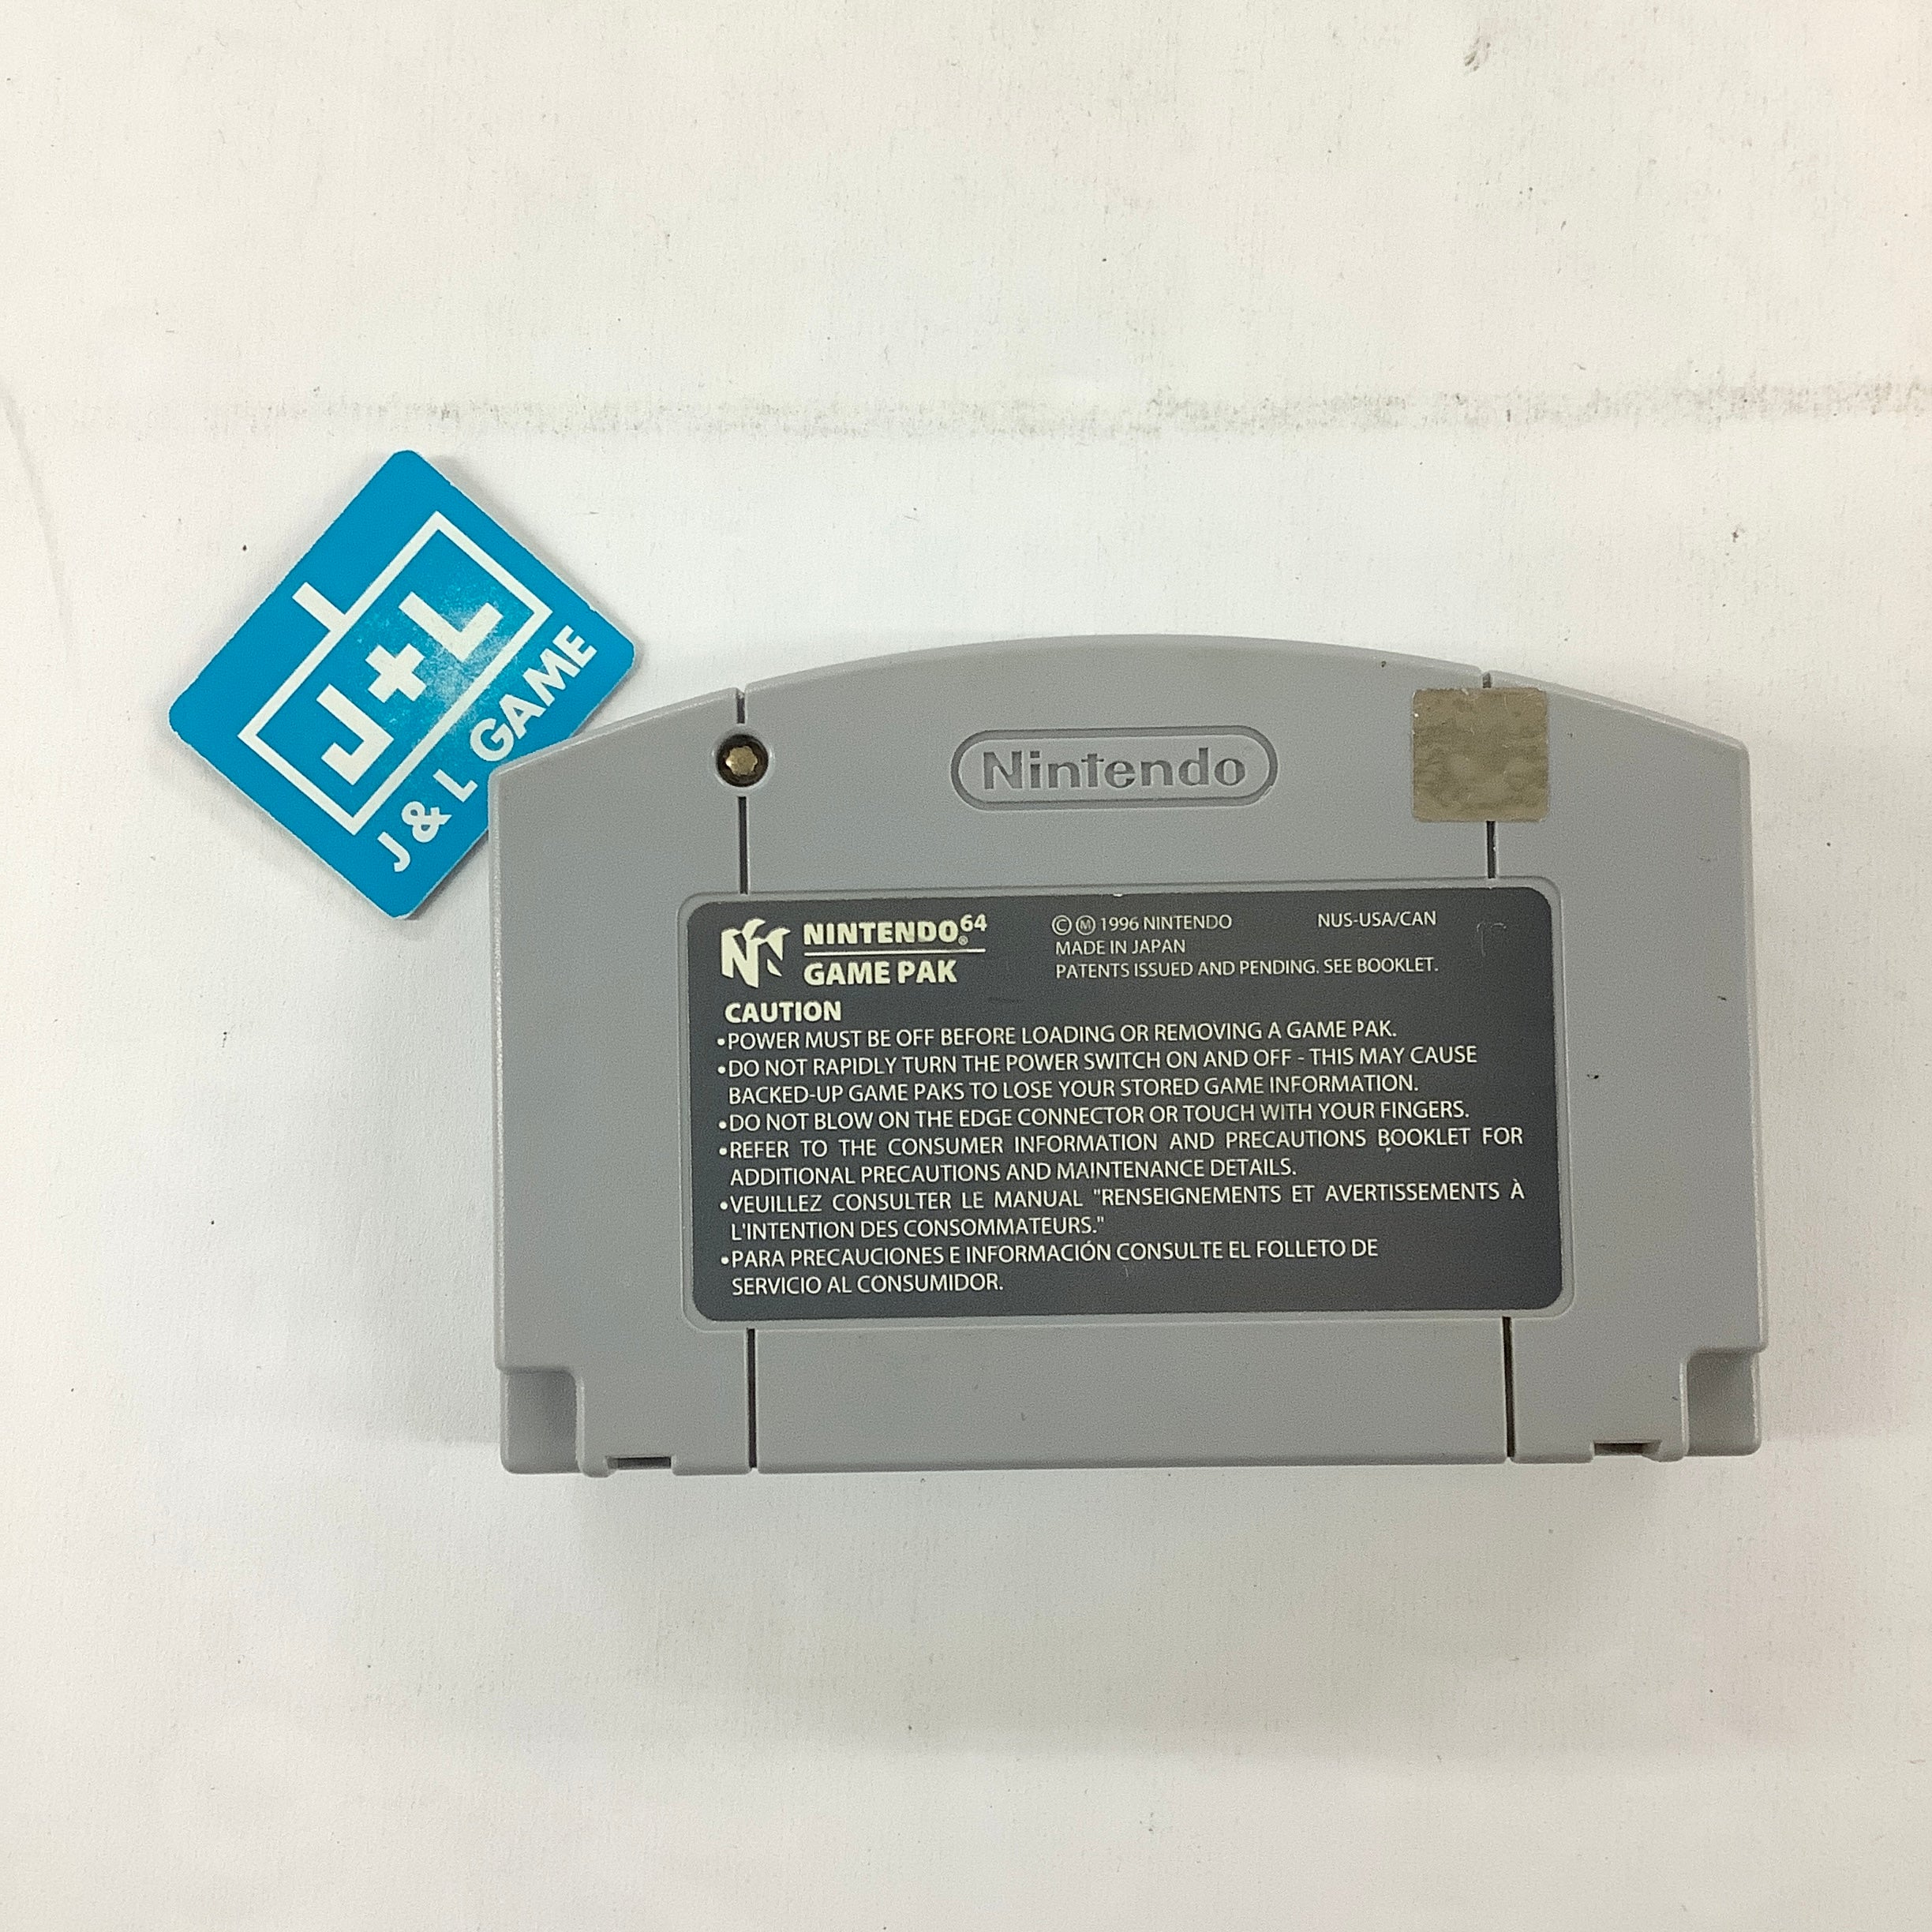 J+L
J & L GAME
Nintendo
NINTENDO64®
GAME PAK
©Ⓜ 1996 NINTENDO NUS-USA/CAN
MADE IN JAPAN
PATENTS ISSUED AND PENDING. SEE BOOKLET.
CAUTION
•POWER MUST BE OFF BEFORE LOADING OR REMOVING A GAME PAK.
•DO NOT RAPIDLY TURN THE POWER SWITCH ON AND OFF - THIS MAY CAUSE
BACKED-UP GAME PAKS TO LOSE YOUR STORED GAME INFORMATION.
•DO NOT BLOW ON THE EDGE CONNECTOR OR TOUCH WITH YOUR FINGERS.
•REFER TO THE CONSUMER INFORMATION AND PRECAUTIONS BOOKLET FOR
ADDITIONAL PRECAUTIONS AND MAINTENANCE DETAILS.
•VEUILLEZ CONSULTER LE MANUAL "RENSEIGNEMENTS ET AVERTISSEMENTS À
L'INTENTION DES CONSOMMATEURS."
•PARA PRECAUCIONES E INFORMACIÓN CONSULTE EL FOLLETO DE
SERVICIO AL CONSUMIDOR.